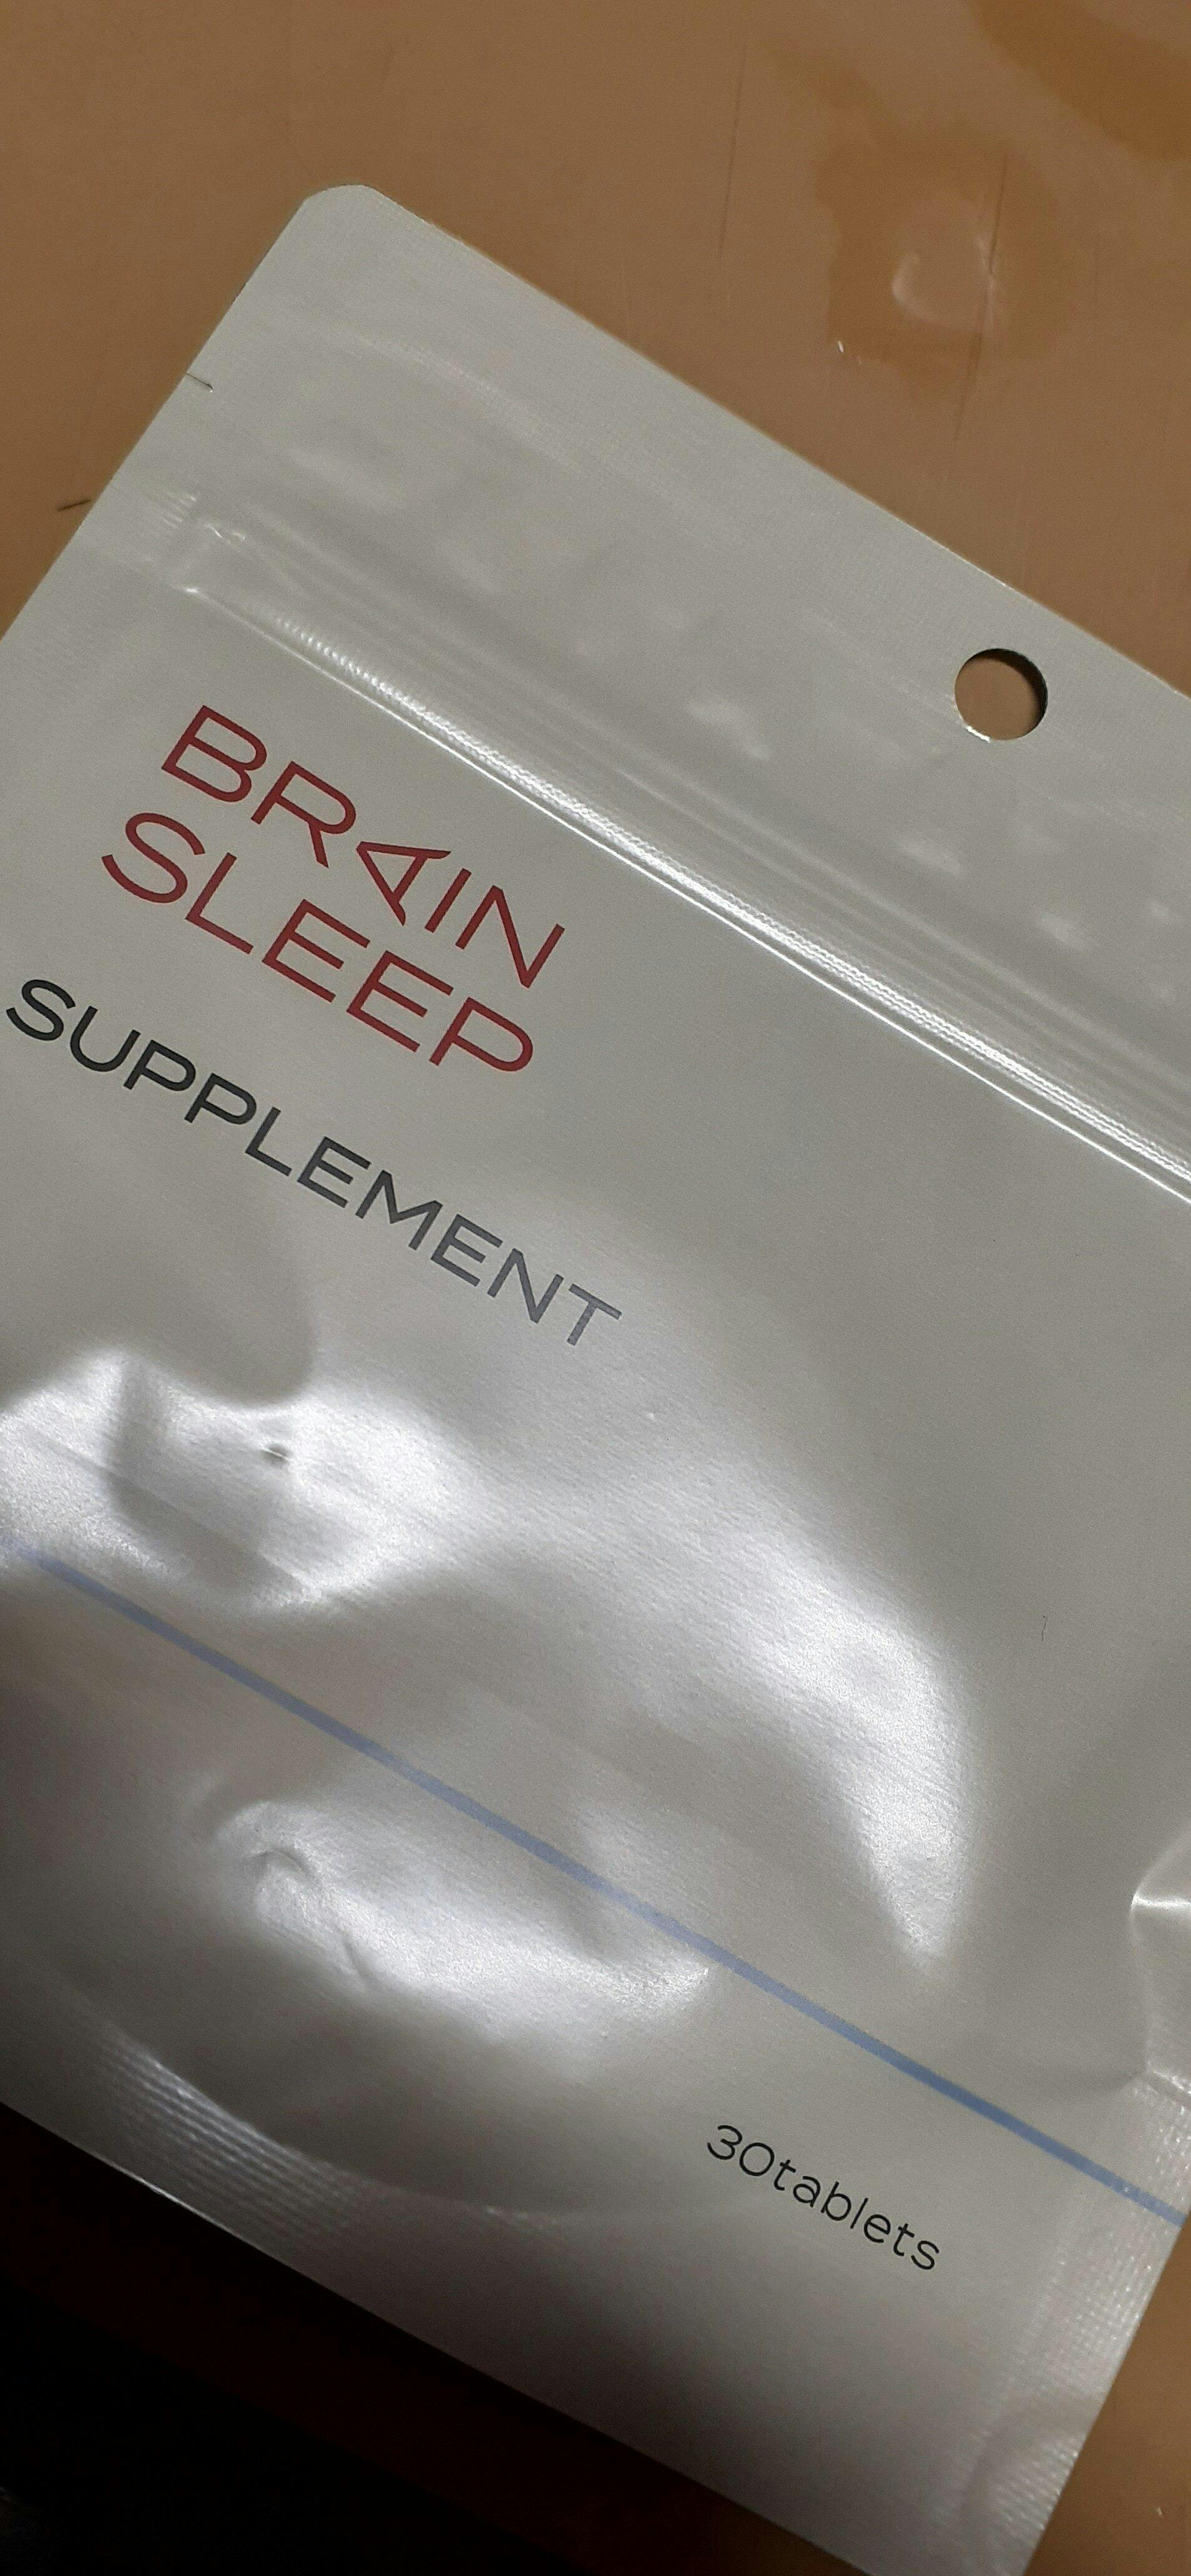 BRAIN
SLEEP
SUPPLEMENT
30tablets